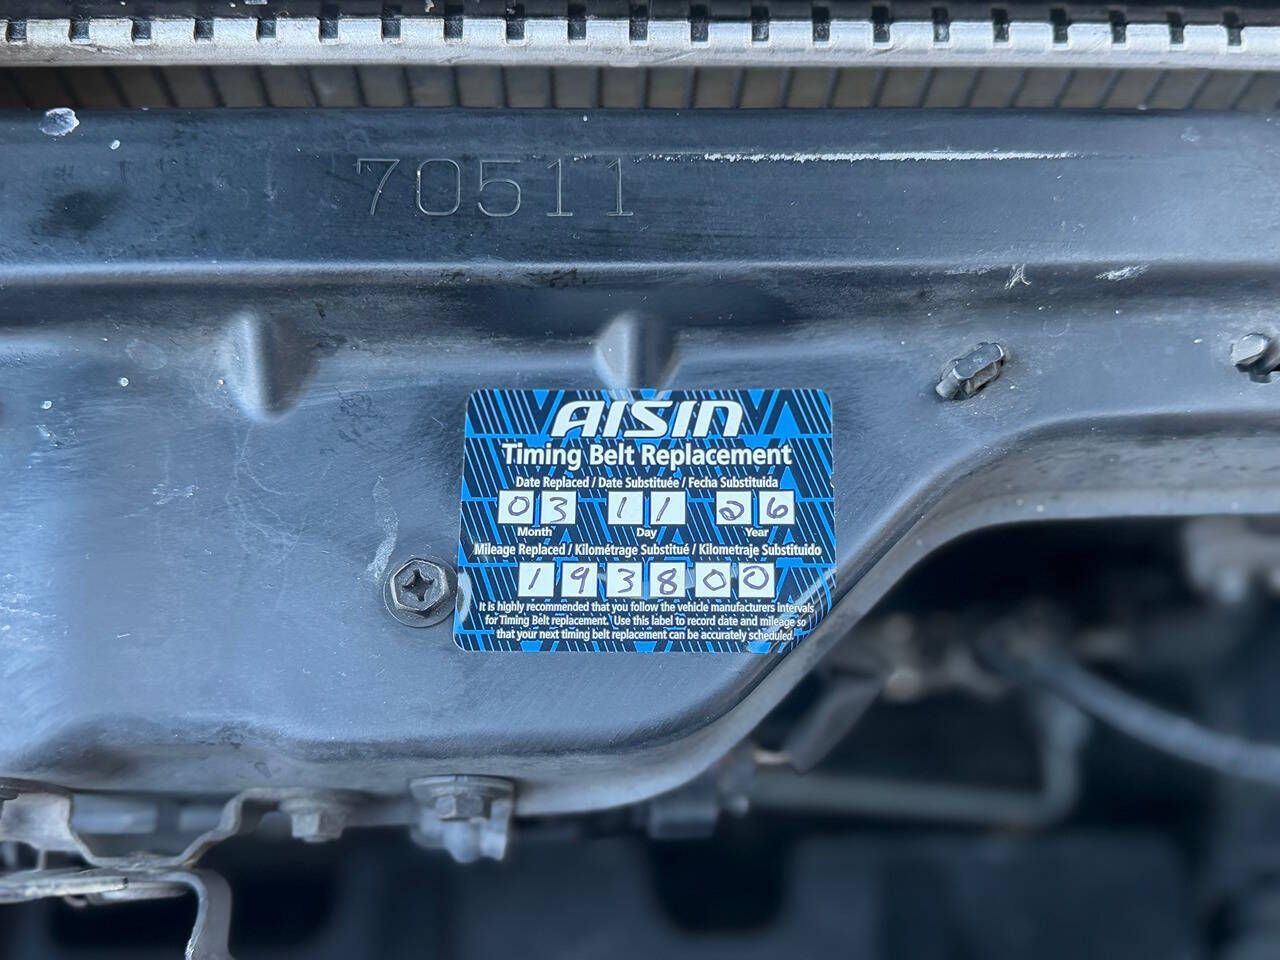 70511
AISIN
Timing Belt Replacement
Date Replaced / Date Substituée / Fecha Substituida
03 11 26
Month Day Year
Mileage Replaced / Kilométrage Substitué / Kilometraje Substituido
193800
It is highly recommended that you follow the vehicle manufacturers intervals
for Timing Belt replacement. Use this label to record date and mileage so
that your next timing belt replacement can be accurately scheduled.